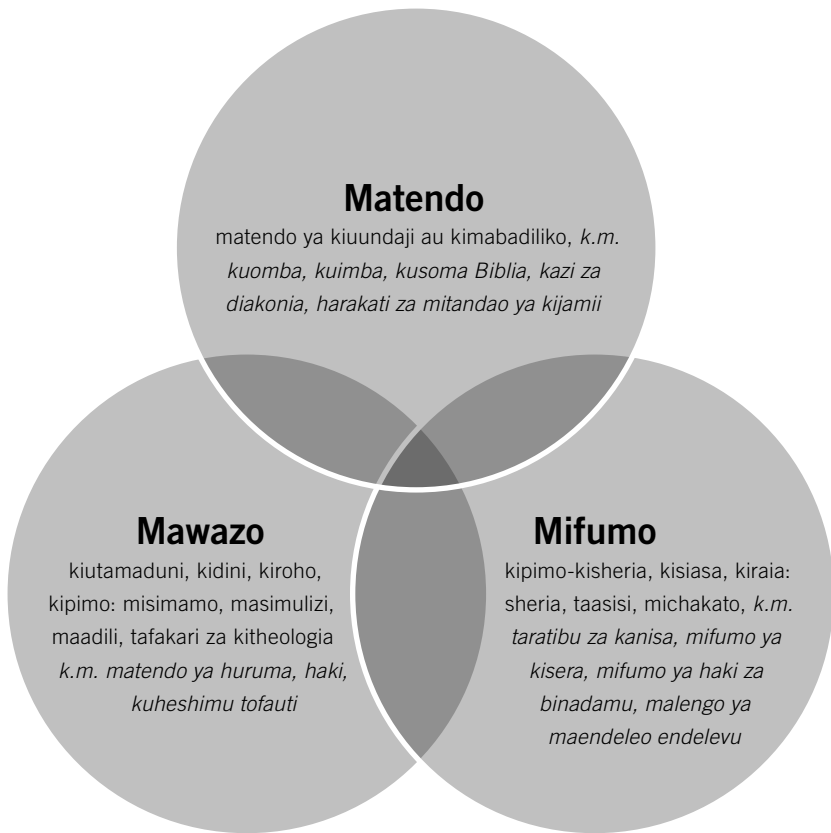 Matendo
matendo ya kiuundaji au kimabadiliko, k.m.
kuomba, kuimba, kusoma Biblia, kazi za
diakonia, harakati za mitandao ya kijamii
Mawazo
kiutamaduni, kidini, kiroho,
kipimo: misimamo, masimulizi,
maadili, tafakari za kitheologia
k.m. matendo ya huruma, haki,
kuheshimu tofauti
Mifumo
kipimo-kisheria, kisiasa, kiraia:
sheria, taasisi, michakato, k.m.
taratibu za kanisa, mifumo ya
kisera, mifumo ya haki za
binadamu, malengo ya
maendeleo endelevu